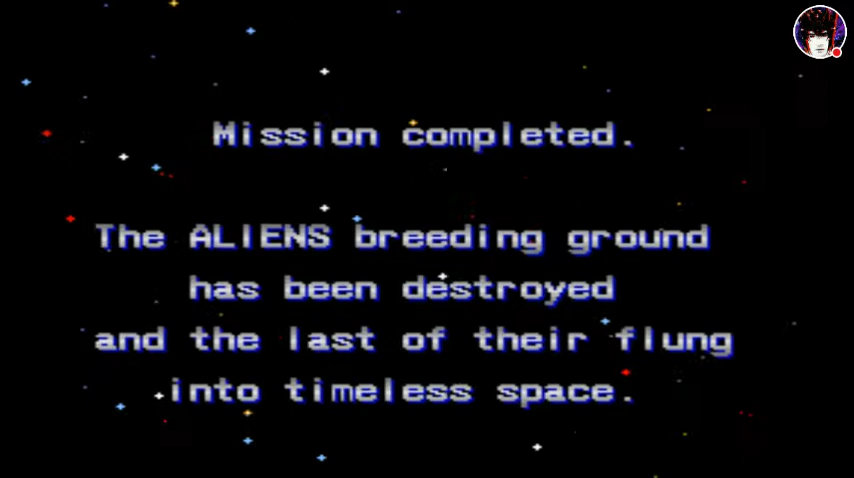 Mission completed.
The ALIENS breeding ground
has been destroyed
and the last of their flung
into timeless space.